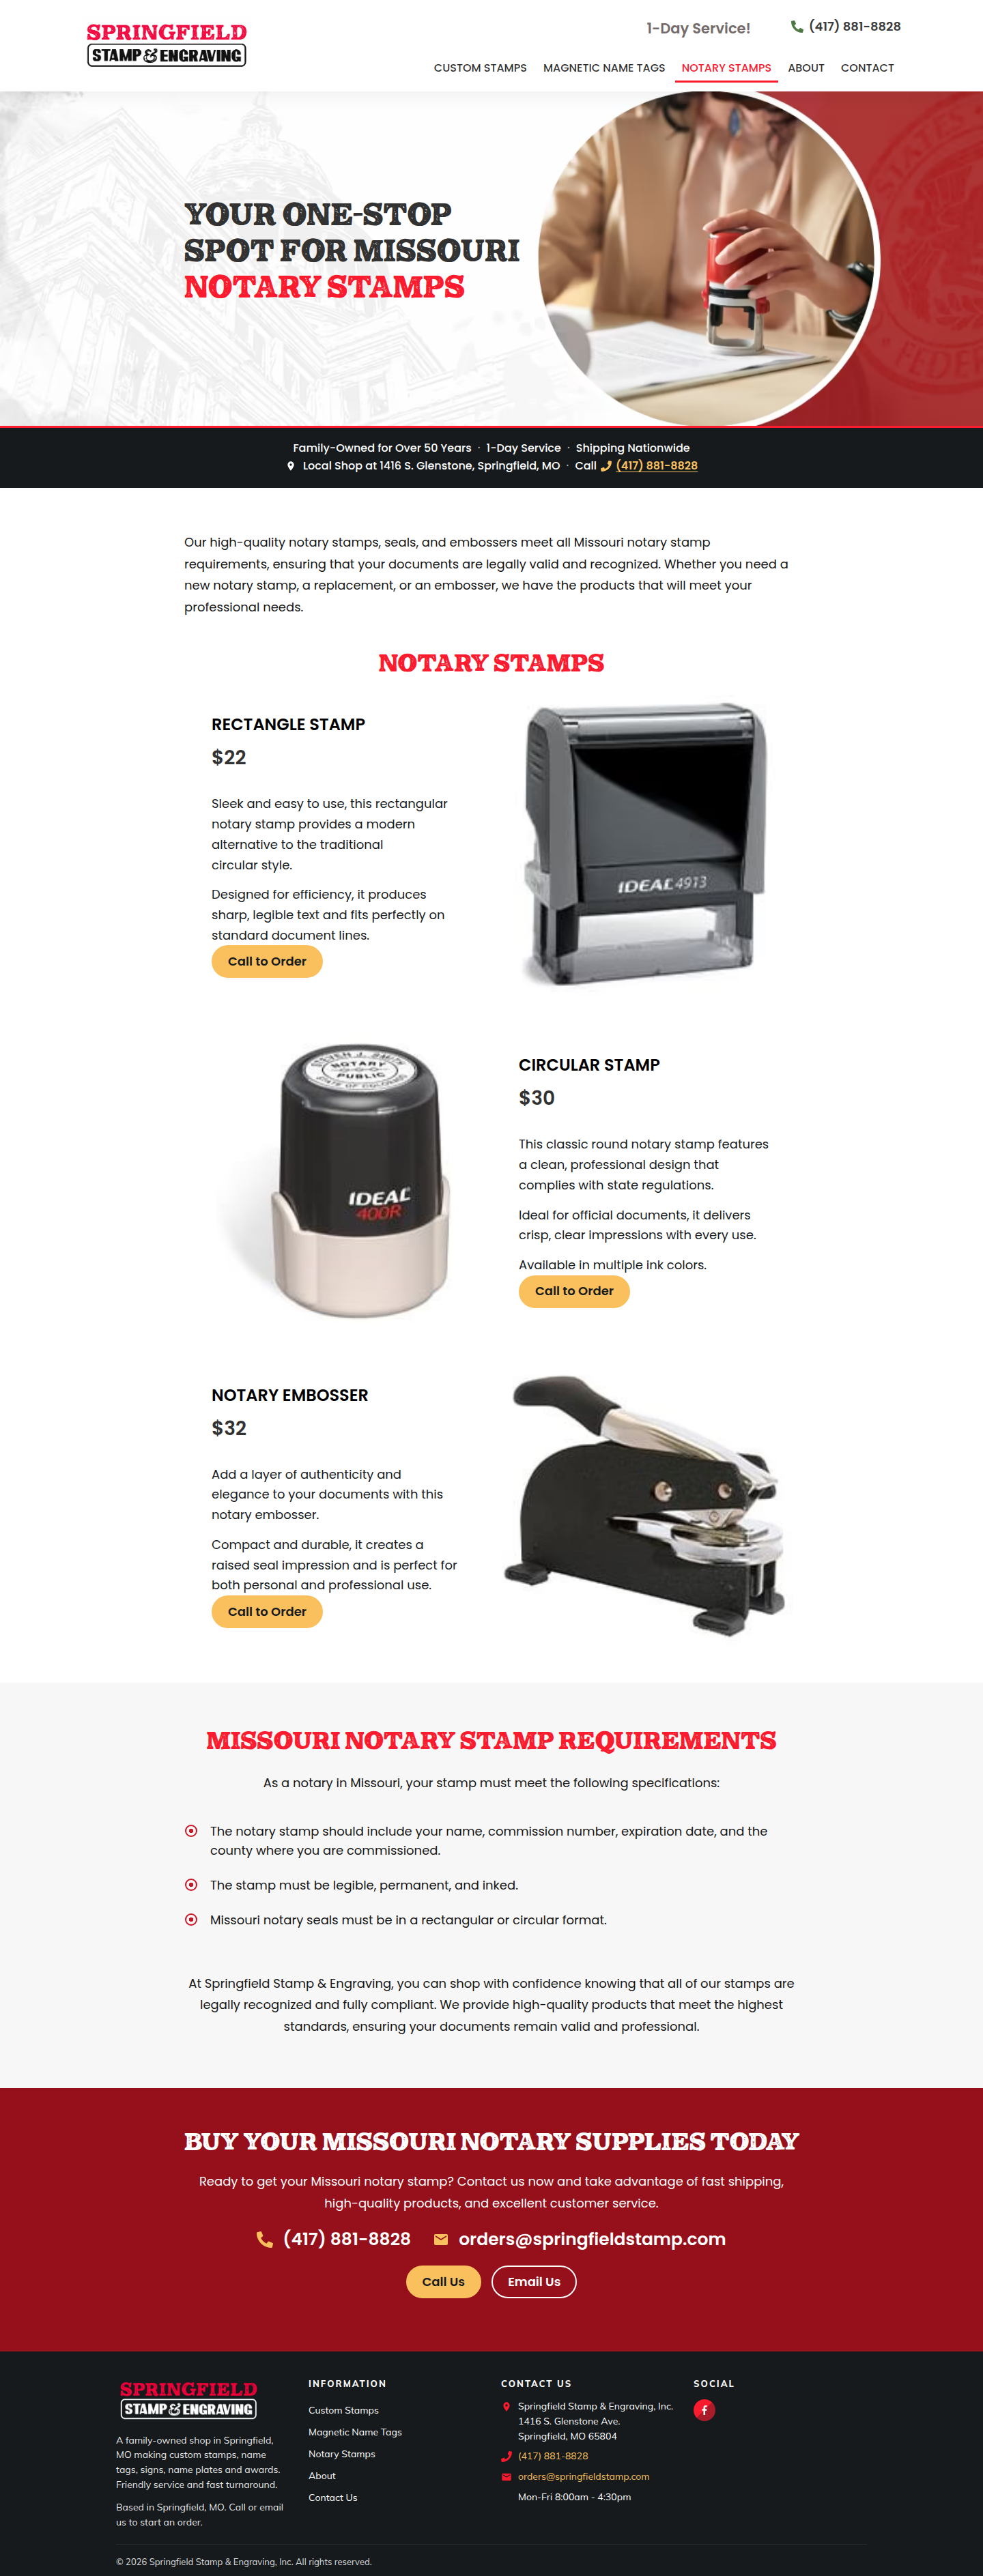 SPRINGFIELD
STAMP & ENGRAVING
1-Day Service!
(417) 881-8828
CUSTOM STAMPS
MAGNETIC NAME TAGS
NOTARY STAMPS
ABOUT
CONTACT
YOUR ONE-STOP
SPOT FOR MISSOURI
NOTARY STAMPS
Family-Owned for Over 50 Years · 1-Day Service · Shipping Nationwide
Local Shop at 1416 S. Glenstone, Springfield, MO · Call (417) 881-8828
Our high-quality notary stamps, seals, and embossers meet all Missouri notary stamp
requirements, ensuring that your documents are legally valid and recognized. Whether you need a
new notary stamp, a replacement, or an embosser, we have the products that will meet your
professional needs.
NOTARY STAMPS
RECTANGLE STAMP
$22
Sleek and easy to use, this rectangular
notary stamp provides a modern
alternative to the traditional
circular style.
Designed for efficiency, it produces
sharp, legible text and fits perfectly on
standard document lines.
Call to Order
IDEAL 4913
NOTARY
PUBLIC
IDEAL
400R
CIRCULAR STAMP
$30
This classic round notary stamp features
a clean, professional design that
complies with state regulations.
Ideal for official documents, it delivers
crisp, clear impressions with every use.
Available in multiple ink colors.
Call to Order
NOTARY EMBOSSER
$32
Add a layer of authenticity and
elegance to your documents with this
notary embosser.
Compact and durable, it creates a
raised seal impression and is perfect for
both personal and professional use.
Call to Order
MISSOURI NOTARY STAMP REQUIREMENTS
As a notary in Missouri, your stamp must meet the following specifications:
The notary stamp should include your name, commission number, expiration date, and the
county where you are commissioned.
The stamp must be legible, permanent, and inked.
Missouri notary seals must be in a rectangular or circular format.
At Springfield Stamp & Engraving, you can shop with confidence knowing that all of our stamps are
legally recognized and fully compliant. We provide high-quality products that meet the highest
standards, ensuring your documents remain valid and professional.
BUY YOUR MISSOURI NOTARY SUPPLIES TODAY
Ready to get your Missouri notary stamp? Contact us now and take advantage of fast shipping,
high-quality products, and excellent customer service.
(417) 881-8828
orders@springfieldstamp.com
Call Us
Email Us
SPRINGFIELD
STAMP & ENGRAVING
A family-owned shop in Springfield,
MO making custom stamps, name
tags, signs, name plates and awards.
Friendly service and fast turnaround.
Based in Springfield, MO. Call or email
us to start an order.
INFORMATION
Custom Stamps
Magnetic Name Tags
Notary Stamps
About
Contact Us
CONTACT US
Springfield Stamp & Engraving, Inc.
1416 S. Glenstone Ave.
Springfield, MO 65804
(417) 881-8828
orders@springfieldstamp.com
Mon-Fri 8:00am - 4:30pm
SOCIAL
© 2026 Springfield Stamp & Engraving, Inc. All rights reserved.